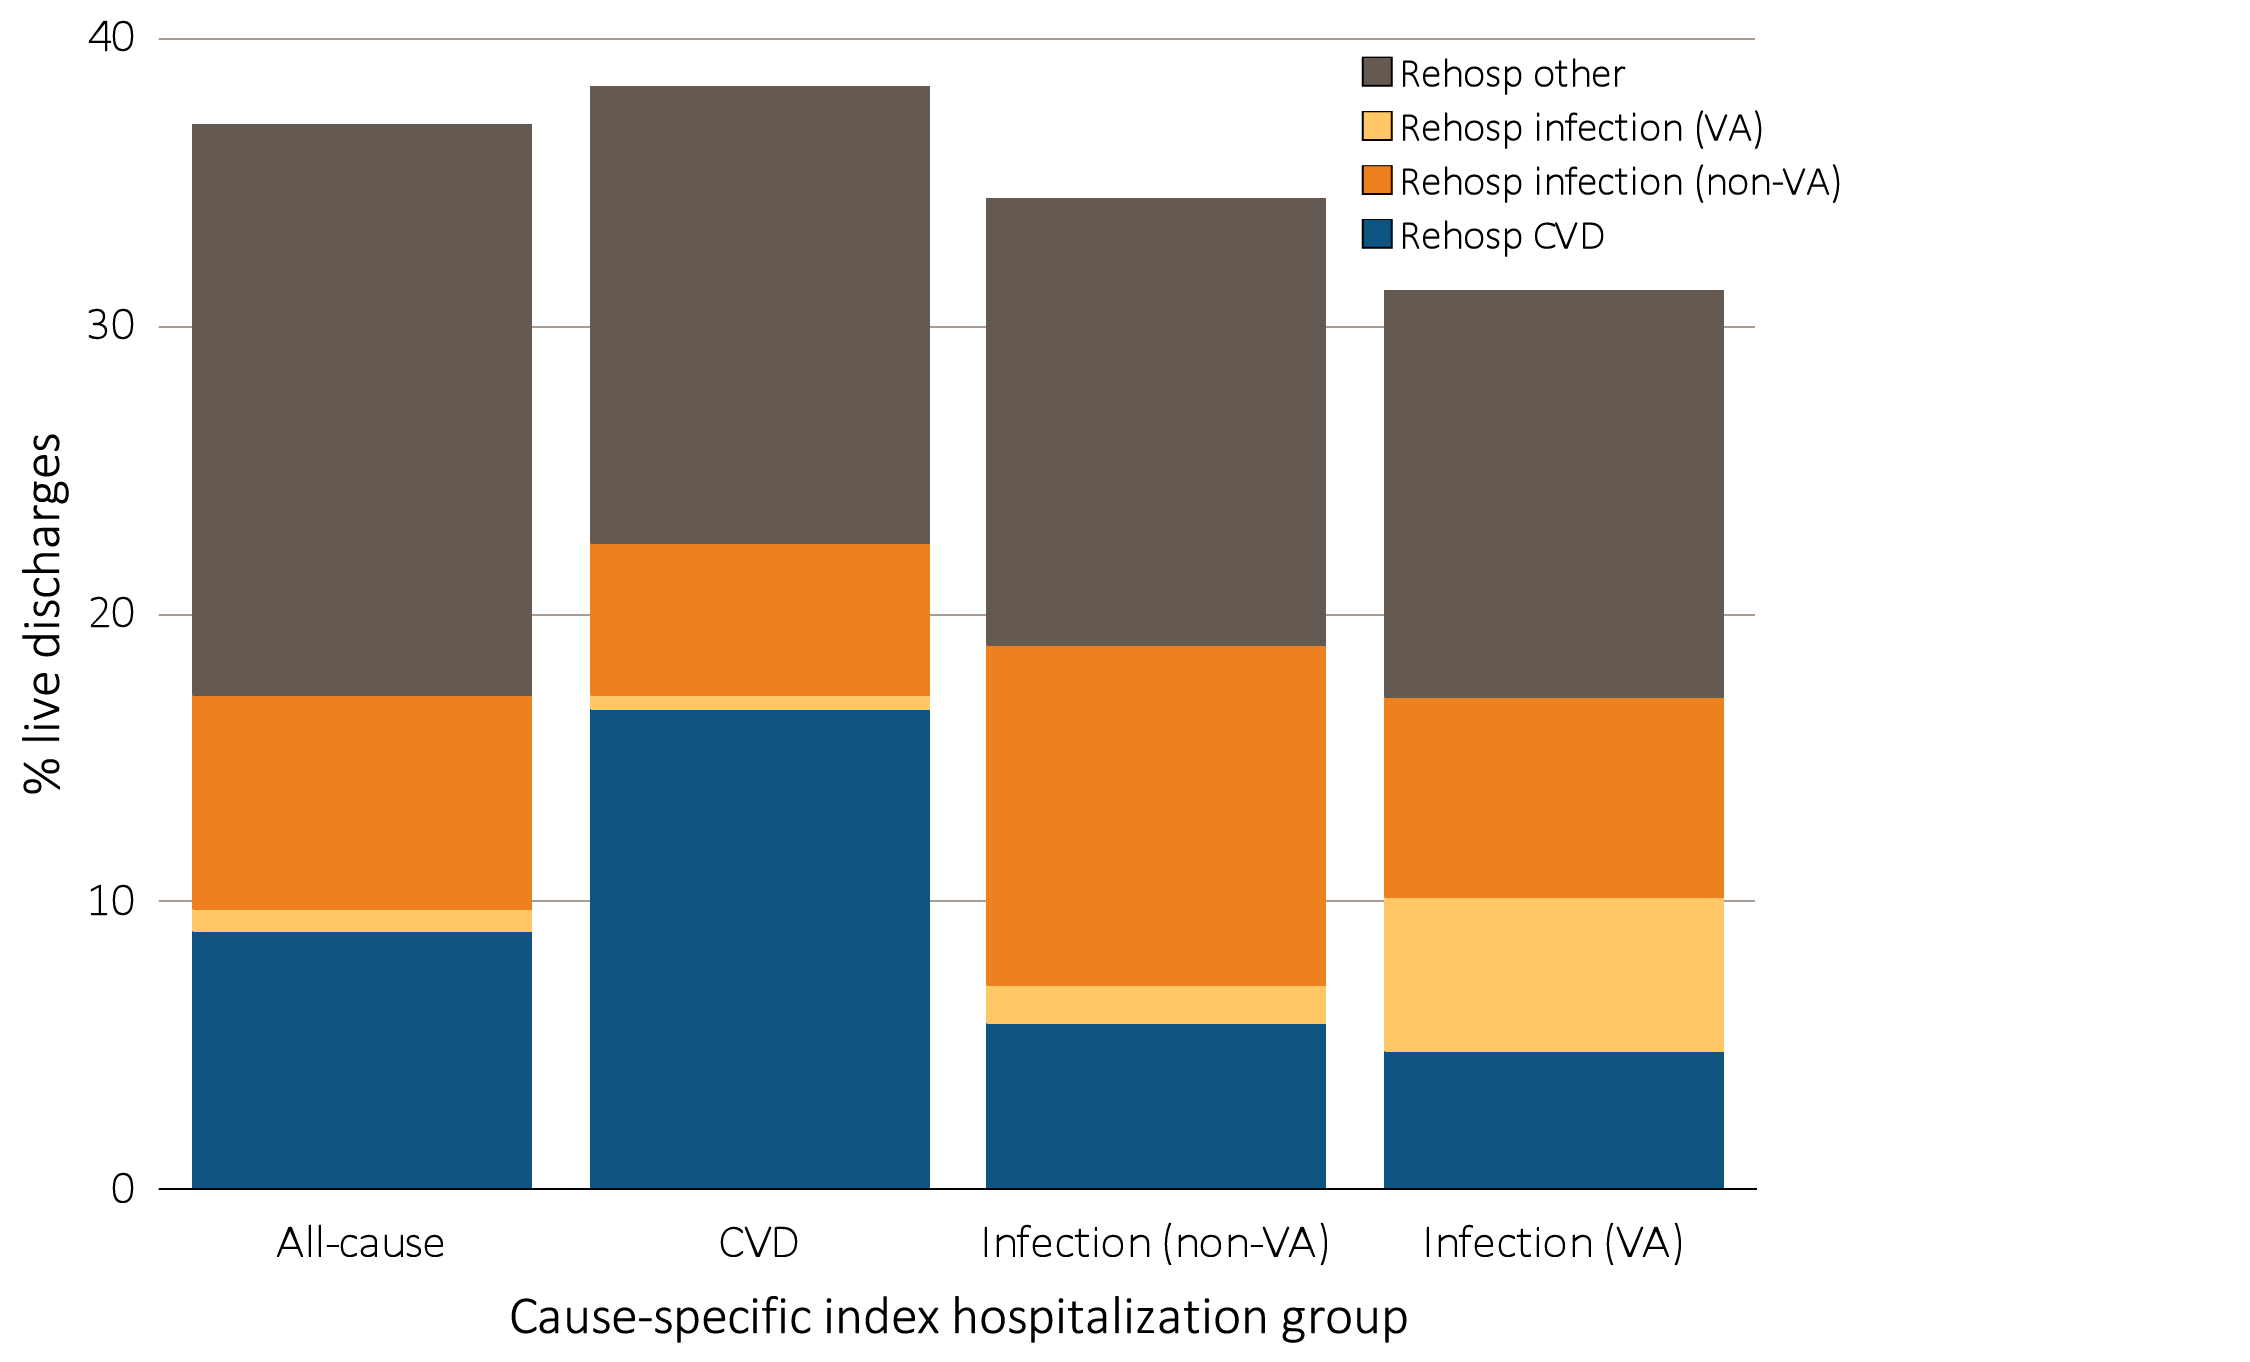 % live discharges
40
30
20
10
0
Rehosp other
Rehosp infection (VA)
Rehosp infection (non-VA)
Rehosp CVD
All-cause
CVD
Infection (non-VA)
Infection (VA)
Cause-specific index hospitalization group